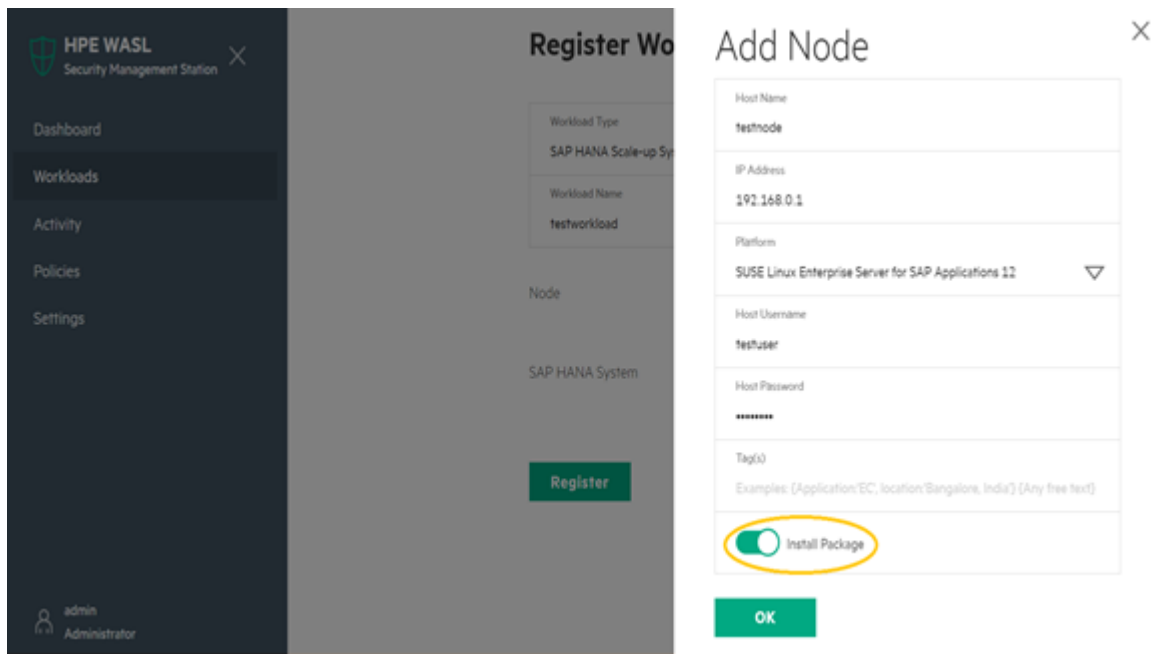 HPE WASL
Security Management Station
Dashboard
Workloads
Activity
Policies
Settings
admin
Administrator
Register Wo
Workload Type
SAP HANA Scale-up Sy
Workload Name
testworkload
Node
SAP HANA System
Register
Add Node
Host Name
testnode
IP Address
192.168.0.1
Platform
SUSE Linux Enterprise Server for SAP Applications 12
Host Username
testuser
Host Password
••••••••
Tag(s)
Examples: {Application:'EC', location:'Bangalore, India'} {Any free text}
Install Package
OK